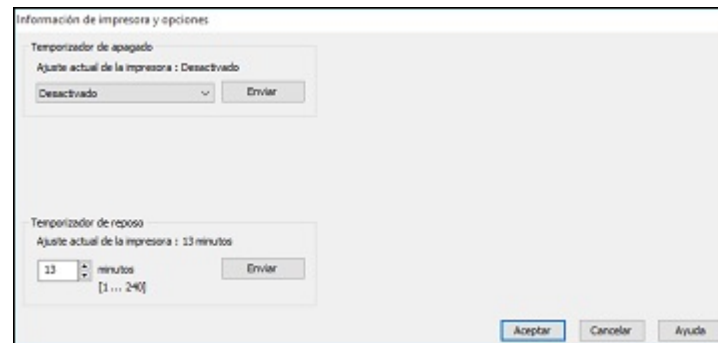 Información de impresora y opciones
Temporizador de apagado
Ajuste actual de la impresora : Desactivado
Desactivado
Enviar
Temporizador de reposo
Ajuste actual de la impresora : 13 minutos
13 minutos
Enviar
[1 ... 240]
Aceptar
Cancelar
Ayuda